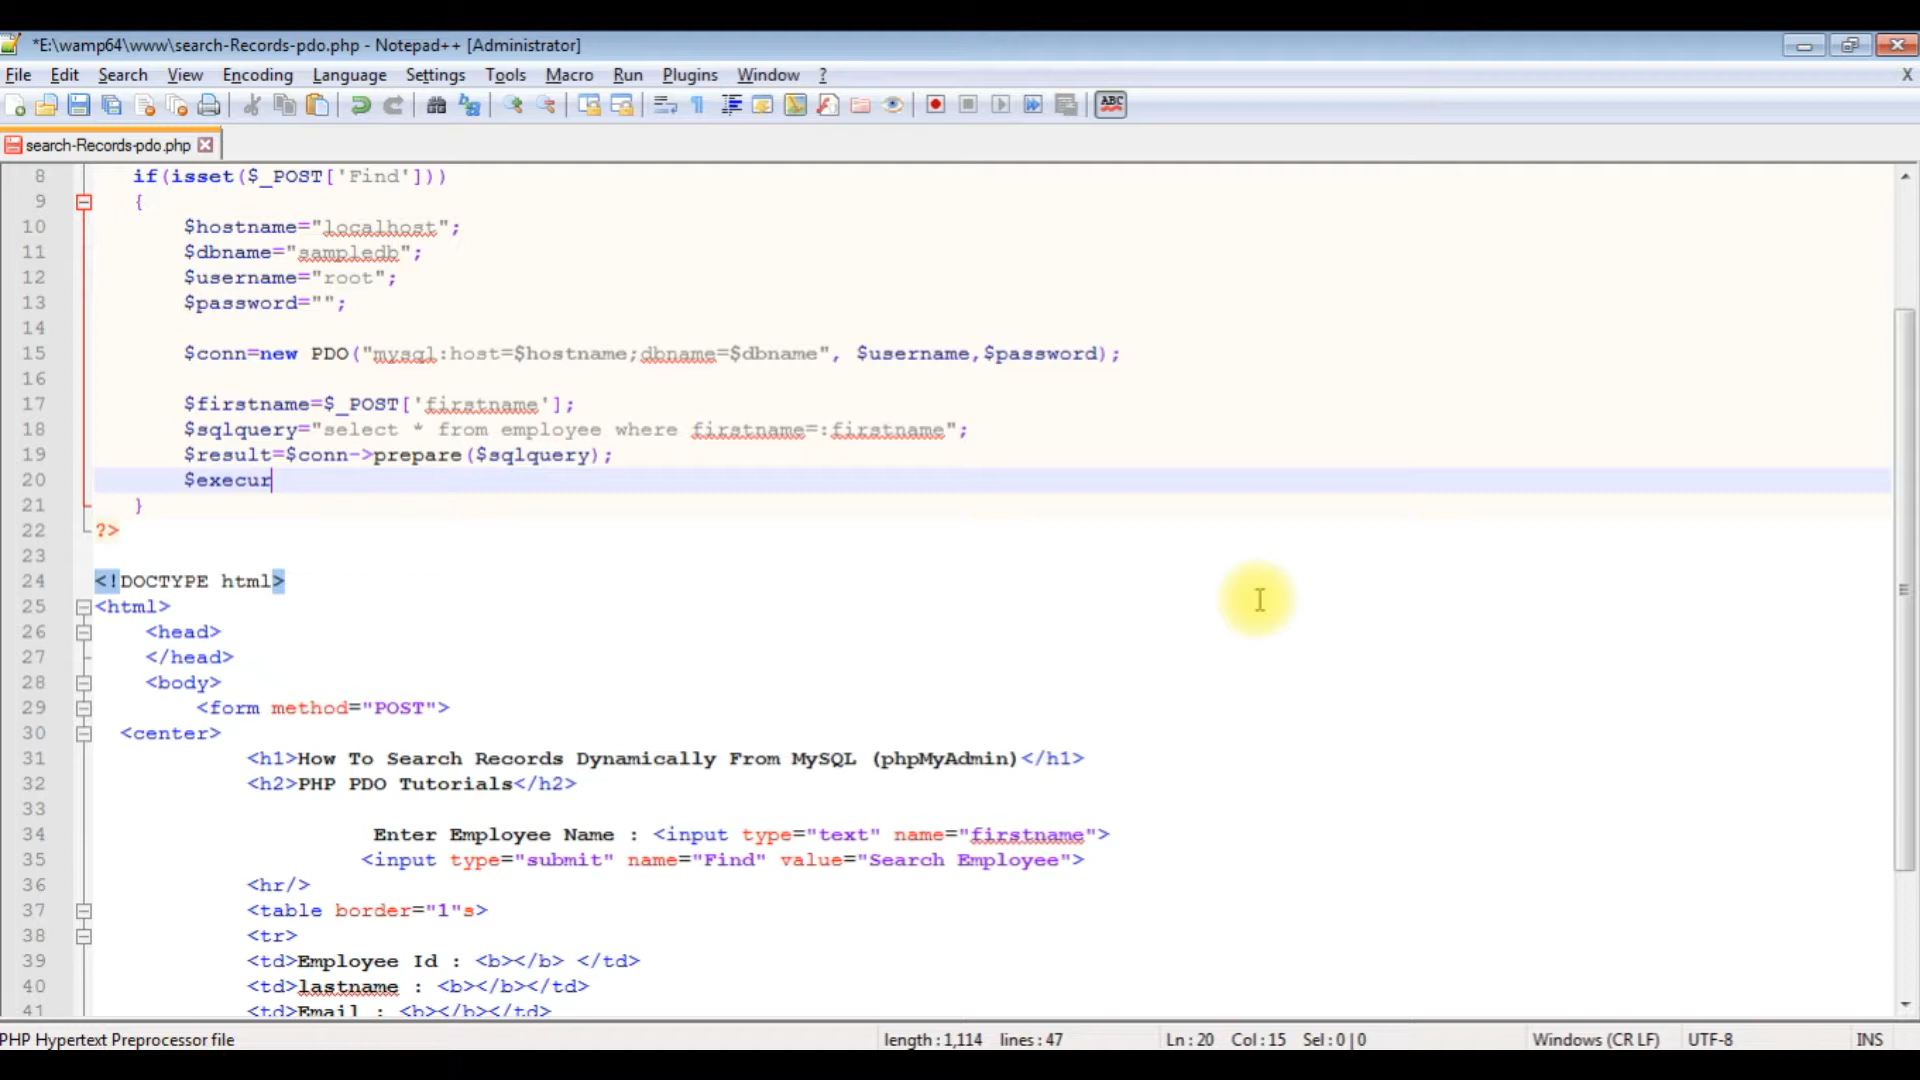 *E:\wamp64\www\search-Records-pdo.php - Notepad++ [Administrator]
File Edit Search View Encoding Language Settings Tools Macro Run Plugins Window ? X
ABC
search-Records-pdo.php
8 if(isset($_POST['Find']))
9 {
10 $hostname="localhost";
11 $dbname="sampledb";
12 $username="root";
13 $password="";
14
15 $conn=new PDO("mysql:host=$hostname;dbname=$dbname", $username,$password);
16
17 $firstname=$_POST['firstname'];
18 $sqlquery="select * from employee where firstname=:firstname";
19 $result=$conn->prepare($sqlquery);
20 $execur
21 }
22 ?>
23
24 <!DOCTYPE html>
25 <html>
26 <head>
27 </head>
28 <body>
29 <form method="POST">
30 <center>
31 <h1>How To Search Records Dynamically From MySQL (phpMyAdmin)</h1>
32 <h2>PHP PDO Tutorials</h2>
33
34 Enter Employee Name : <input type="text" name="firstname">
35 <input type="submit" name="Find" value="Search Employee">
36 <hr/>
37 <table border="1"s>
38 <tr>
39 <td>Employee Id : <b></b> </td>
40 <td>lastname : <b></b></td>
41 <td>Email : <b></b></td>
PHP Hypertext Preprocessor file length : 1,114 lines : 47 Ln : 20 Col : 15 Sel : 0 | 0 Windows (CR LF) UTF-8 INS